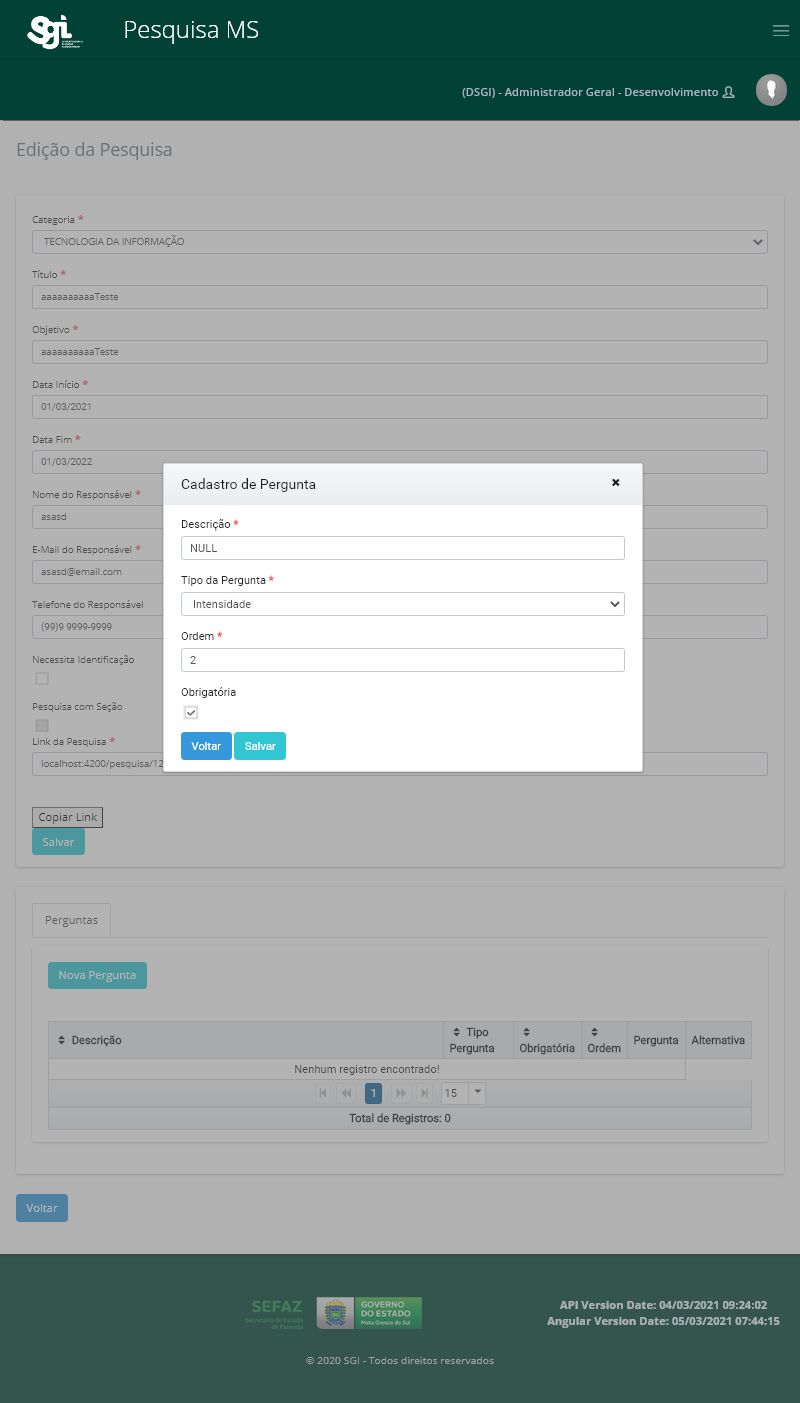 Sgi
Pesquisa MS
(DSGI) - Administrador Geral - Desenvolvimento
Edição da Pesquisa
Categoria *
TECNOLOGIA DA INFORMAÇÃO
Título *
aaaaaaaaaaTeste
Objetivo *
aaaaaaaaaaTeste
Data Início *
01/03/2021
Data Fim *
01/03/2022
Nome do Responsável *
asasd
E-Mail do Responsável *
asasd@email.com
Telefone do Responsável
(99)9 9999-9999
Necessita Identificação
Pesquisa com Seção
Link da Pesquisa *
localhost:4200/pesquisa/12
Copiar Link
Salvar
Cadastro de Pergunta
Descrição *
NULL
Tipo da Pergunta *
Intensidade
Ordem *
2
Obrigatória
Voltar Salvar
Perguntas
Nova Pergunta
Descrição Tipo Pergunta Obrigatória Ordem Pergunta Alternativa
Nenhum registro encontrado!
1 15
Total de Registros: 0
Voltar
SEFAZ
Secretaria de Estado
de Fazenda
GOVERNO
DO ESTADO
Mato Grosso do Sul
API Version Date: 04/03/2021 09:24:02
Angular Version Date: 05/03/2021 07:44:15
© 2020 SGI - Todos direitos reservados